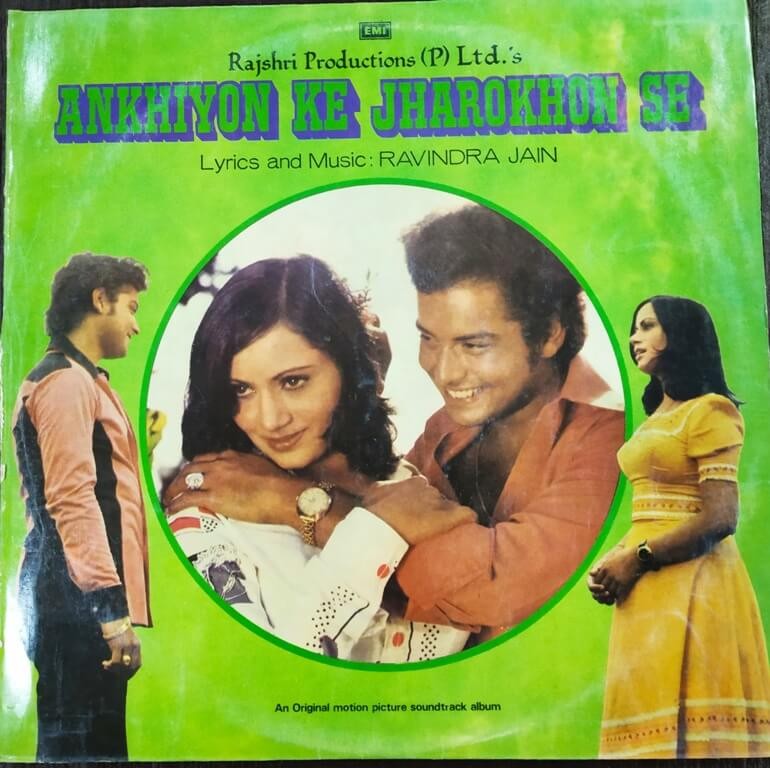 EMI
Rajshri Productions (P) Ltd.'s
ANKHIYON KE JHAROKHON SE
Lyrics and Music: RAVINDRA JAIN
An Original motion picture soundtrack album